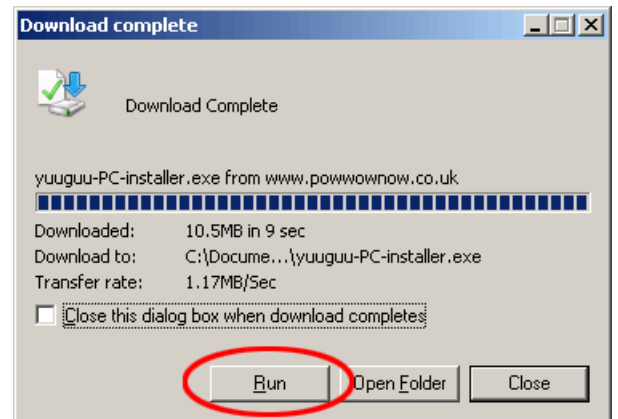 Download complete
Download Complete
yuuguu-PC-installer.exe from www.powwownow.co.uk
Downloaded: 10.5MB in 9 sec
Download to: C:\Docume...\yuuguu-PC-installer.exe
Transfer rate: 1.17MB/Sec
Close this dialog box when download completes
Run Open Folder Close